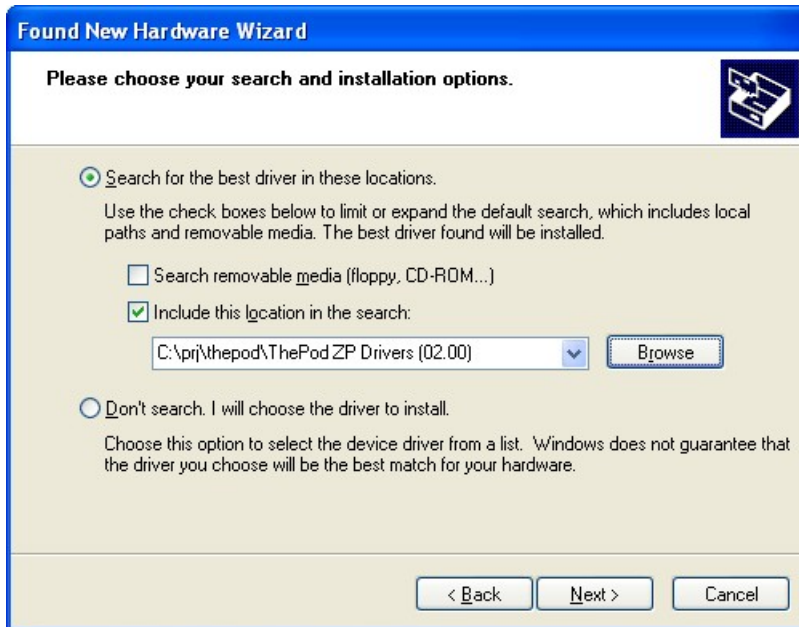 Found New Hardware Wizard
Please choose your search and installation options.
Search for the best driver in these locations.
Use the check boxes below to limit or expand the default search, which includes local
paths and removable media. The best driver found will be installed.
Search removable media (floppy, CD-ROM...)
Include this location in the search:
C:\prj\thepod\ThePod ZP Drivers (02.00)
Browse
Don't search. I will choose the driver to install.
Choose this option to select the device driver from a list. Windows does not guarantee that
the driver you choose will be the best match for your hardware.
< Back
Next >
Cancel